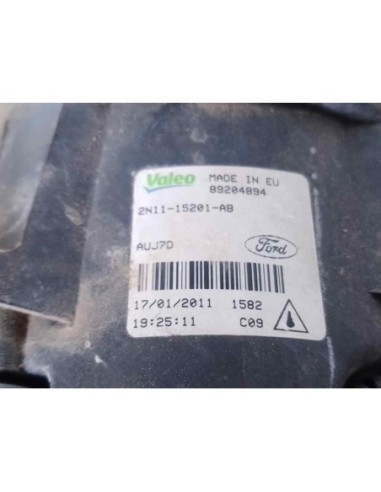 Valeo MADE IN EU
89204894
2N11-15201-AB
AUJ7D Ford
17/01/2011 1582
19:25:11 C09